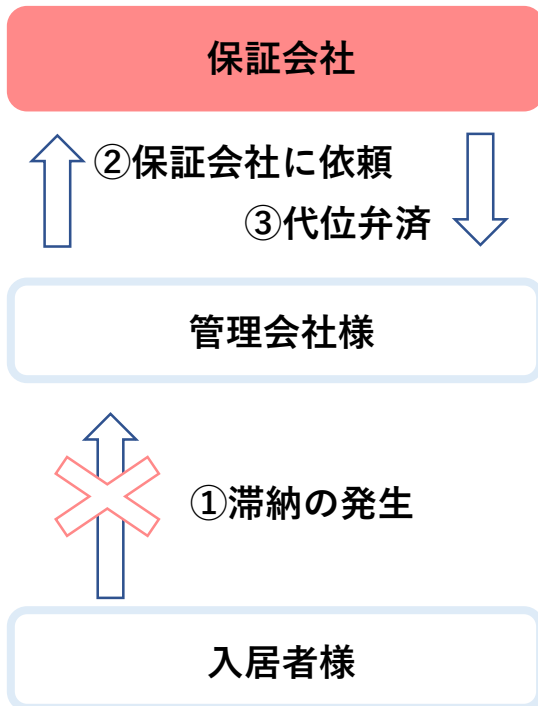 保証会社
②保証会社に依頼
③代位弁済
管理会社様
①滞納の発生
入居者様